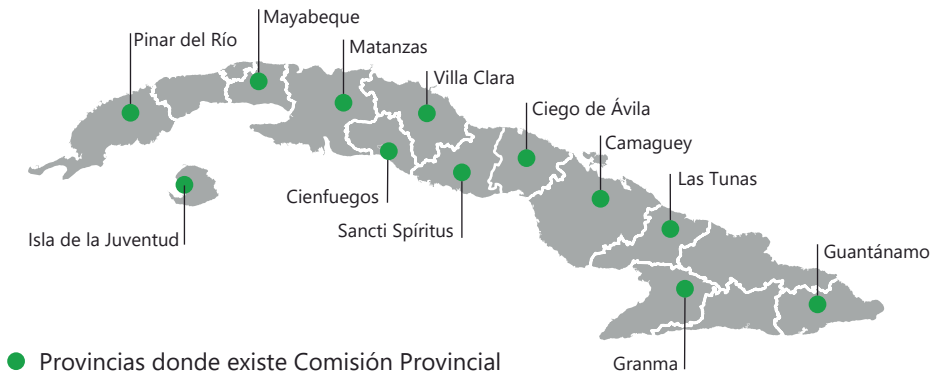 Mayabeque
Pinar del Río
Matanzas
Villa Clara
Ciego de Ávila
Camaguey
Las Tunas
Cienfuegos
Sancti Spíritus
Isla de la Juventud
Guantánamo
Provincias donde existe Comisión Provincial
Granma